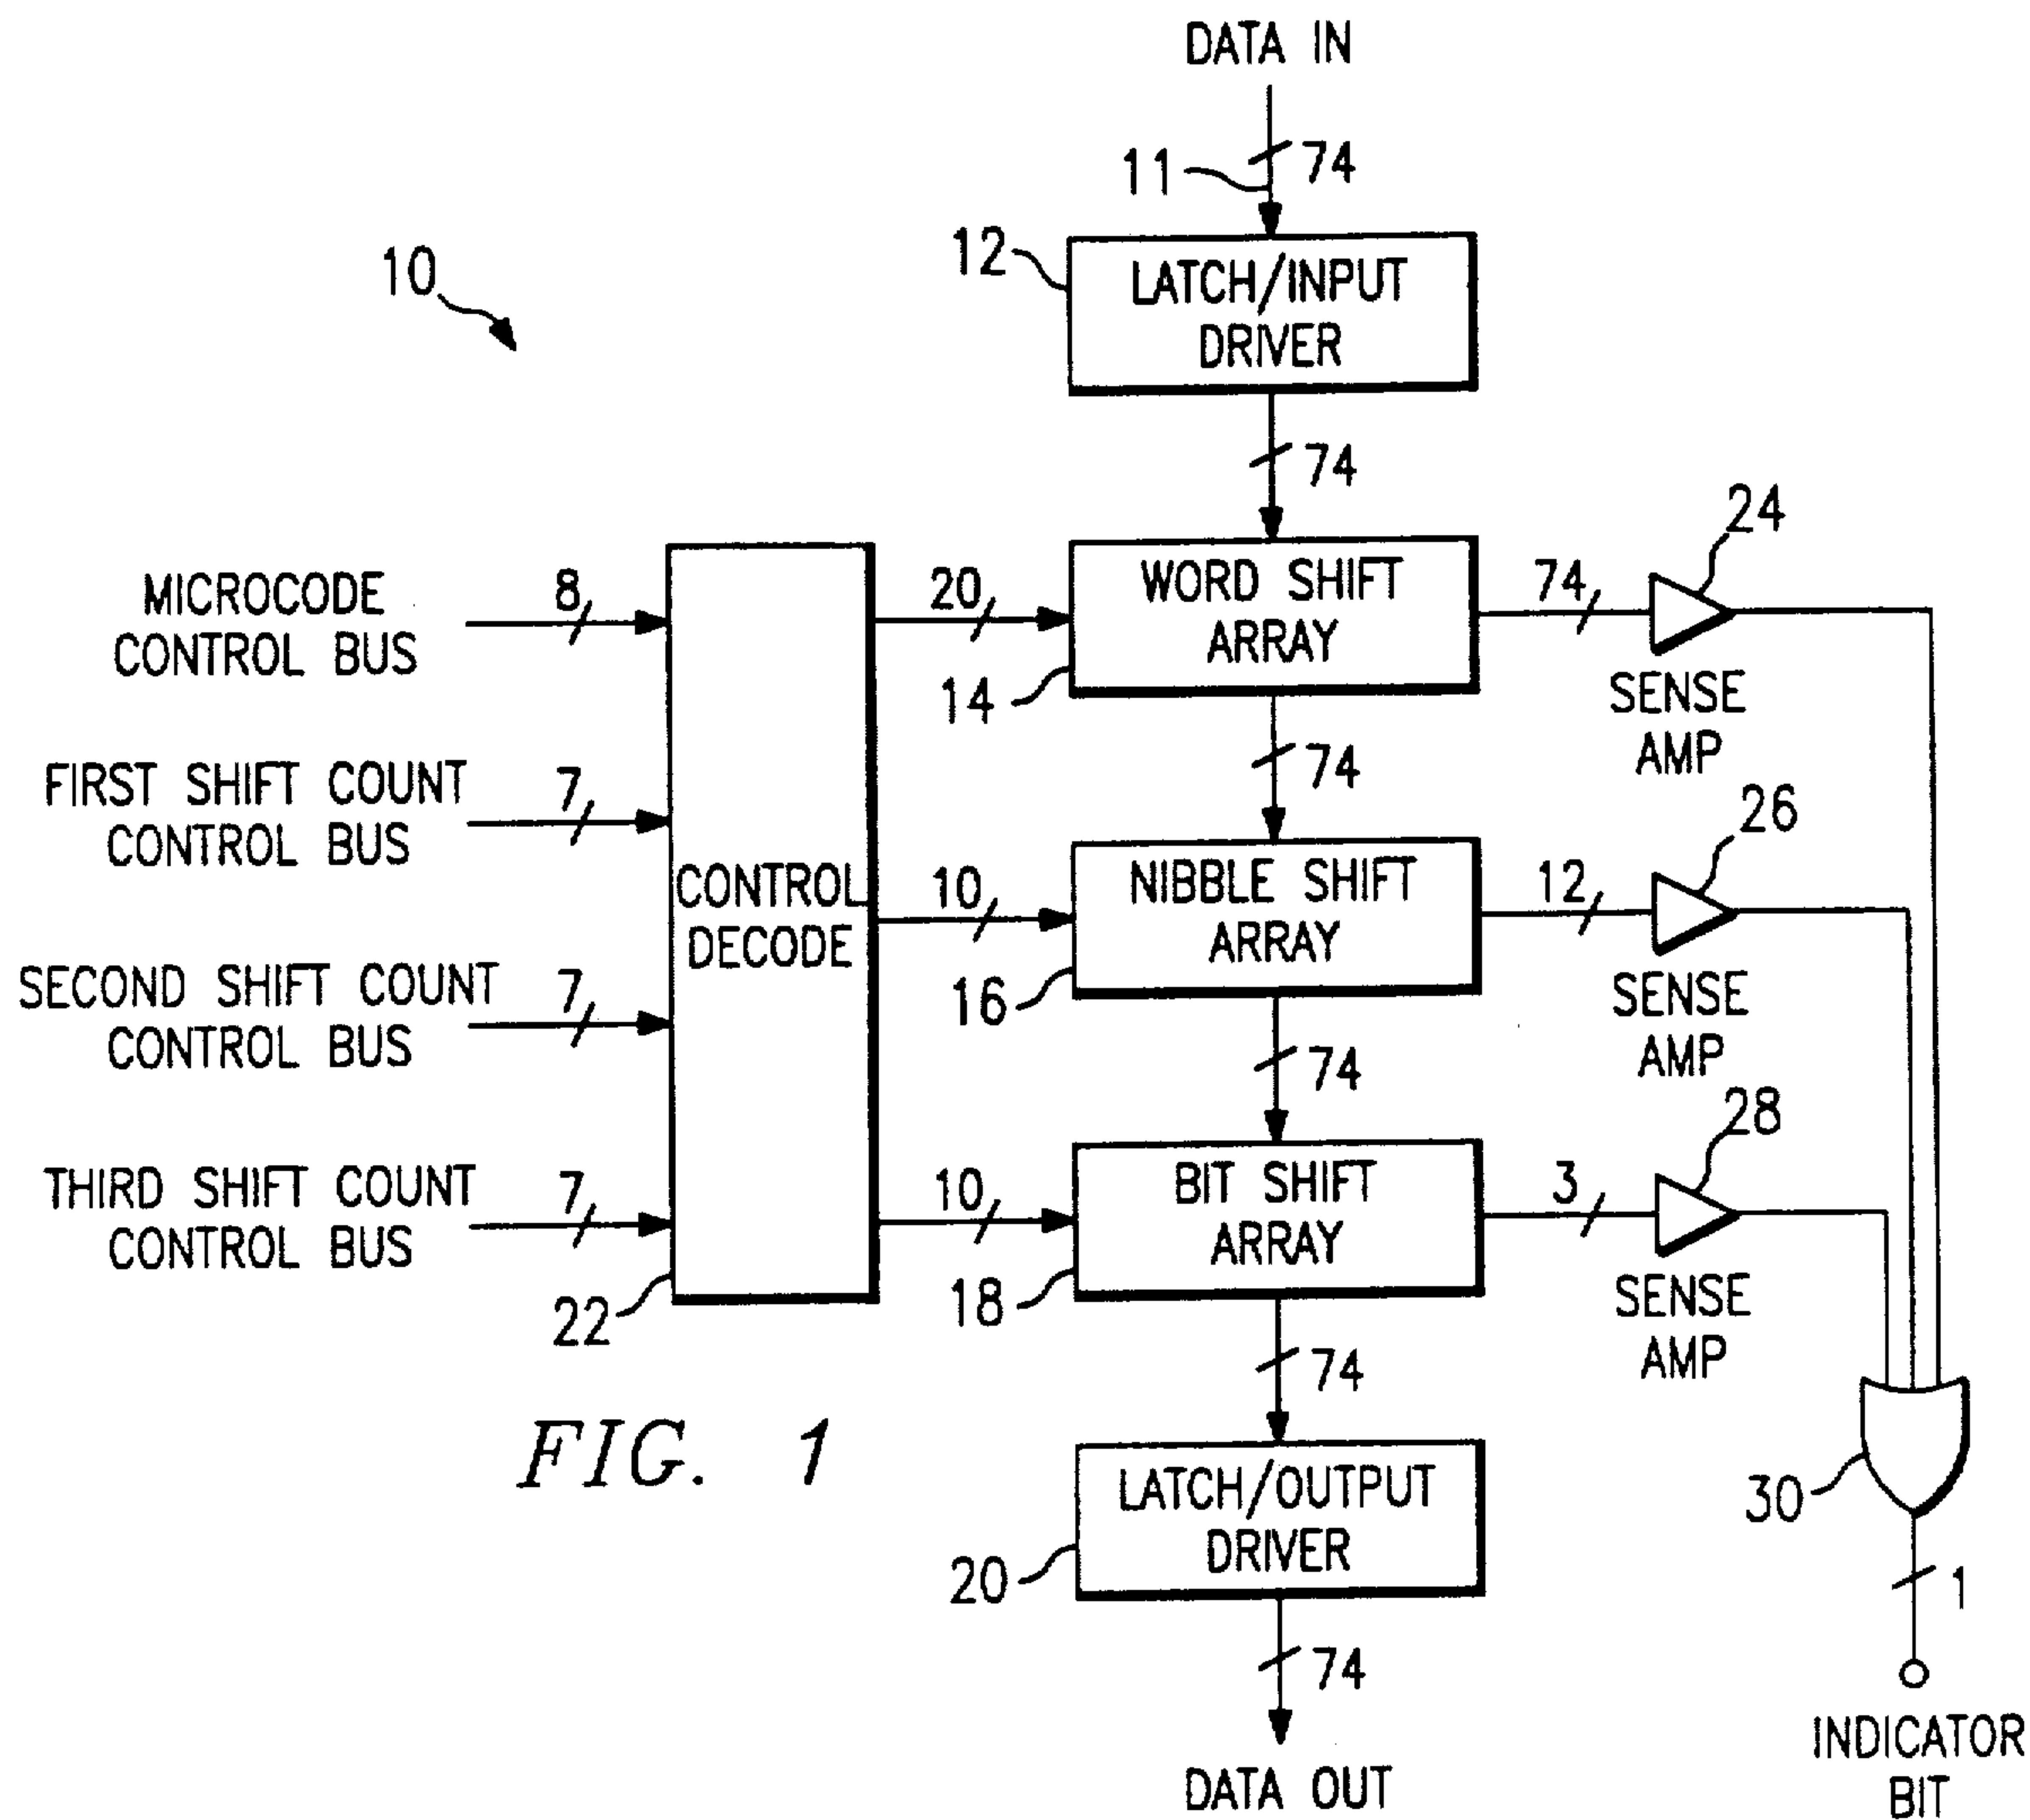 DATA IN
74
11
12
LATCH/INPUT
DRIVER
10
74
24
MICROCODE
CONTROL BUS
8
20
WORD SHIFT
ARRAY
14
74
SENSE
AMP
74
FIRST SHIFT COUNT
CONTROL BUS
7
CONTROL
DECODE
10
NIBBLE SHIFT
ARRAY
16
12
26
SENSE
AMP
SECOND SHIFT COUNT
CONTROL BUS
7
74
28
THIRD SHIFT COUNT
CONTROL BUS
7
22
10
BIT SHIFT
ARRAY
18
3
SENSE
AMP
74
FIG. 1
LATCH/OUTPUT
DRIVER
20
30
1
74
DATA OUT
INDICATOR
BIT